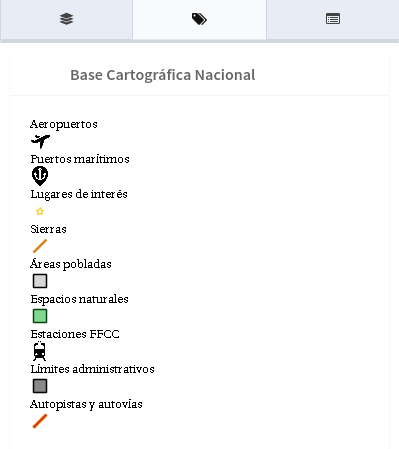 Base Cartográfica Nacional
Aeropuertos
Puertos marítimos
Lugares de interés
Sierras
Áreas pobladas
Espacios naturales
Estaciones FFCC
Límites administrativos
Autopistas y autovías